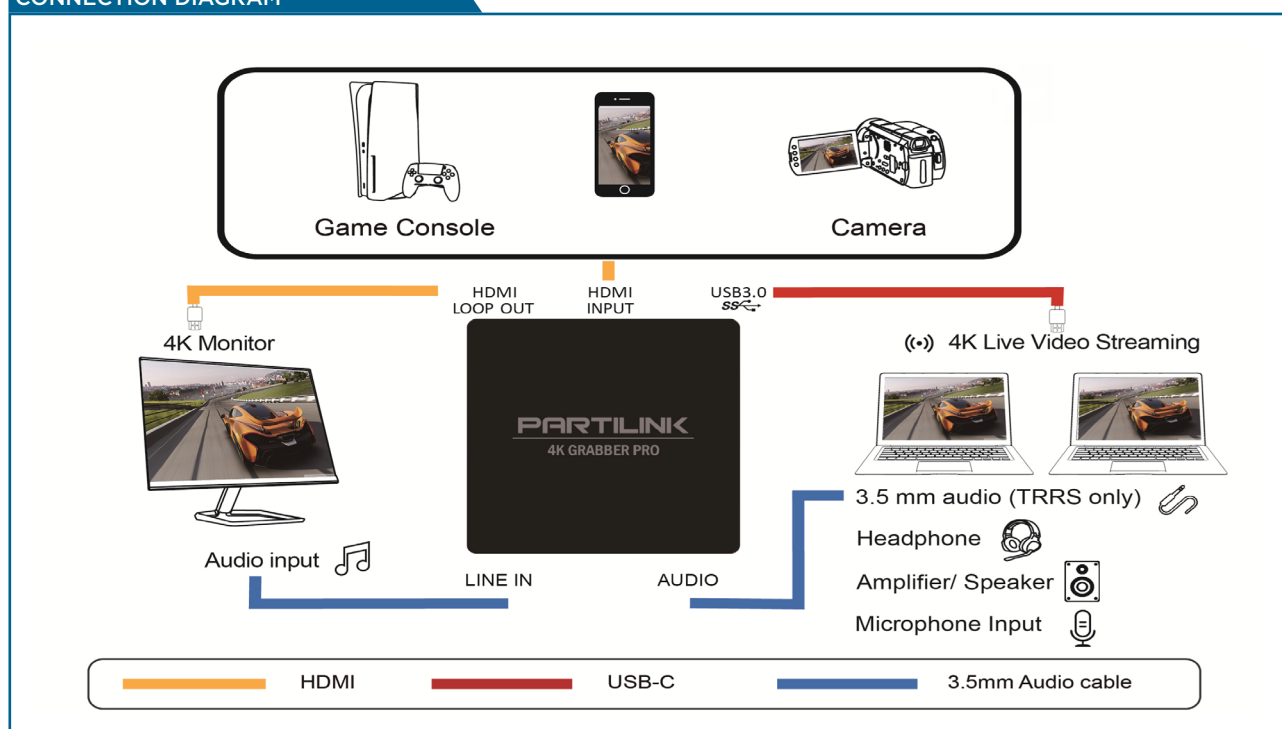 CONNECTION DIAGRAM
Game Console
Camera
HDMI
LOOP OUT
HDMI
INPUT
USB3.0
SS
4K Monitor
4K Live Video Streaming
PARTILINK
4K GRABBER PRO
3.5 mm audio (TRRS only)
Headphone
Audio input
LINE IN
AUDIO
Amplifier/ Speaker
Microphone Input
HDMI
USB-C
3.5mm Audio cable